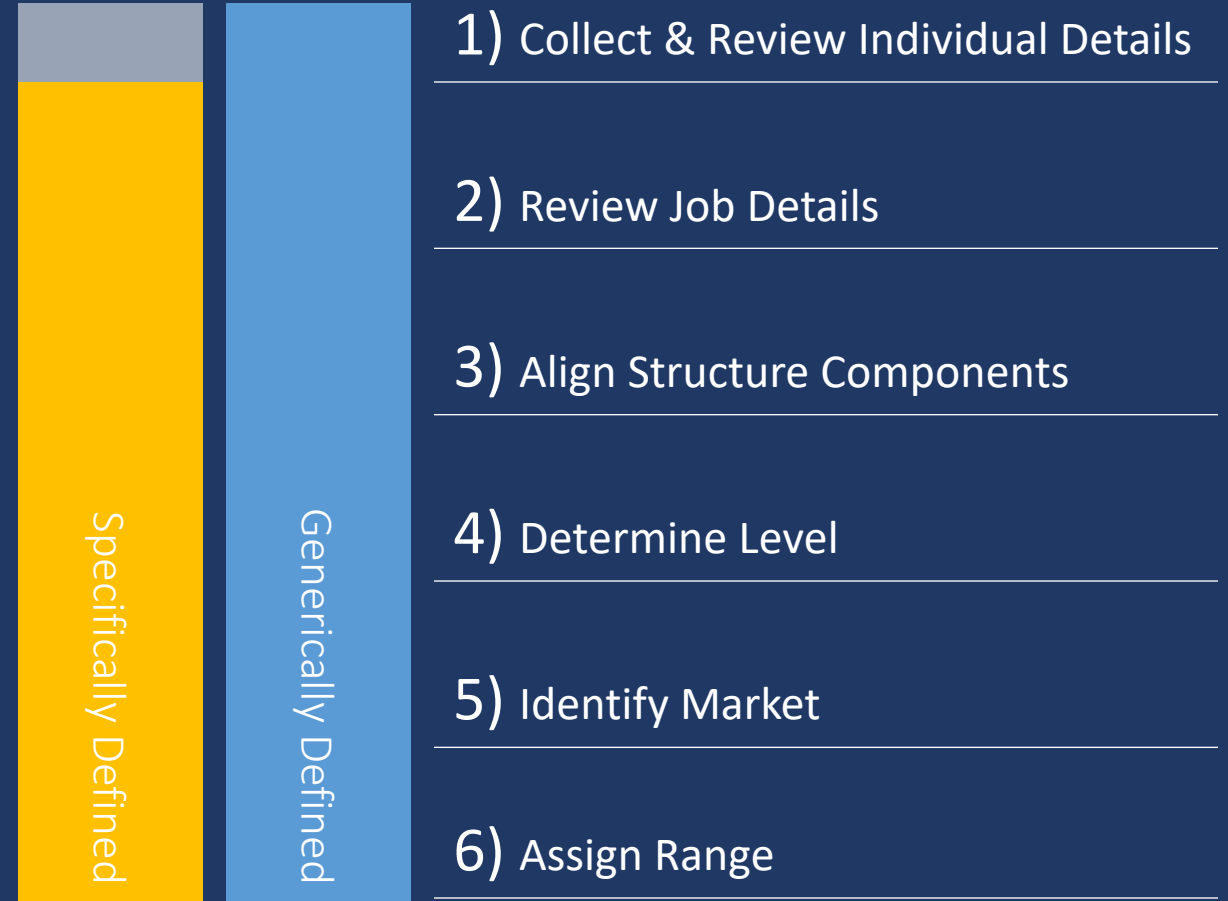 1) Collect & Review Individual Details
2) Review Job Details
3) Align Structure Components
4) Determine Level
5) Identify Market
6) Assign Range
Specifically Defined
Generically Defined